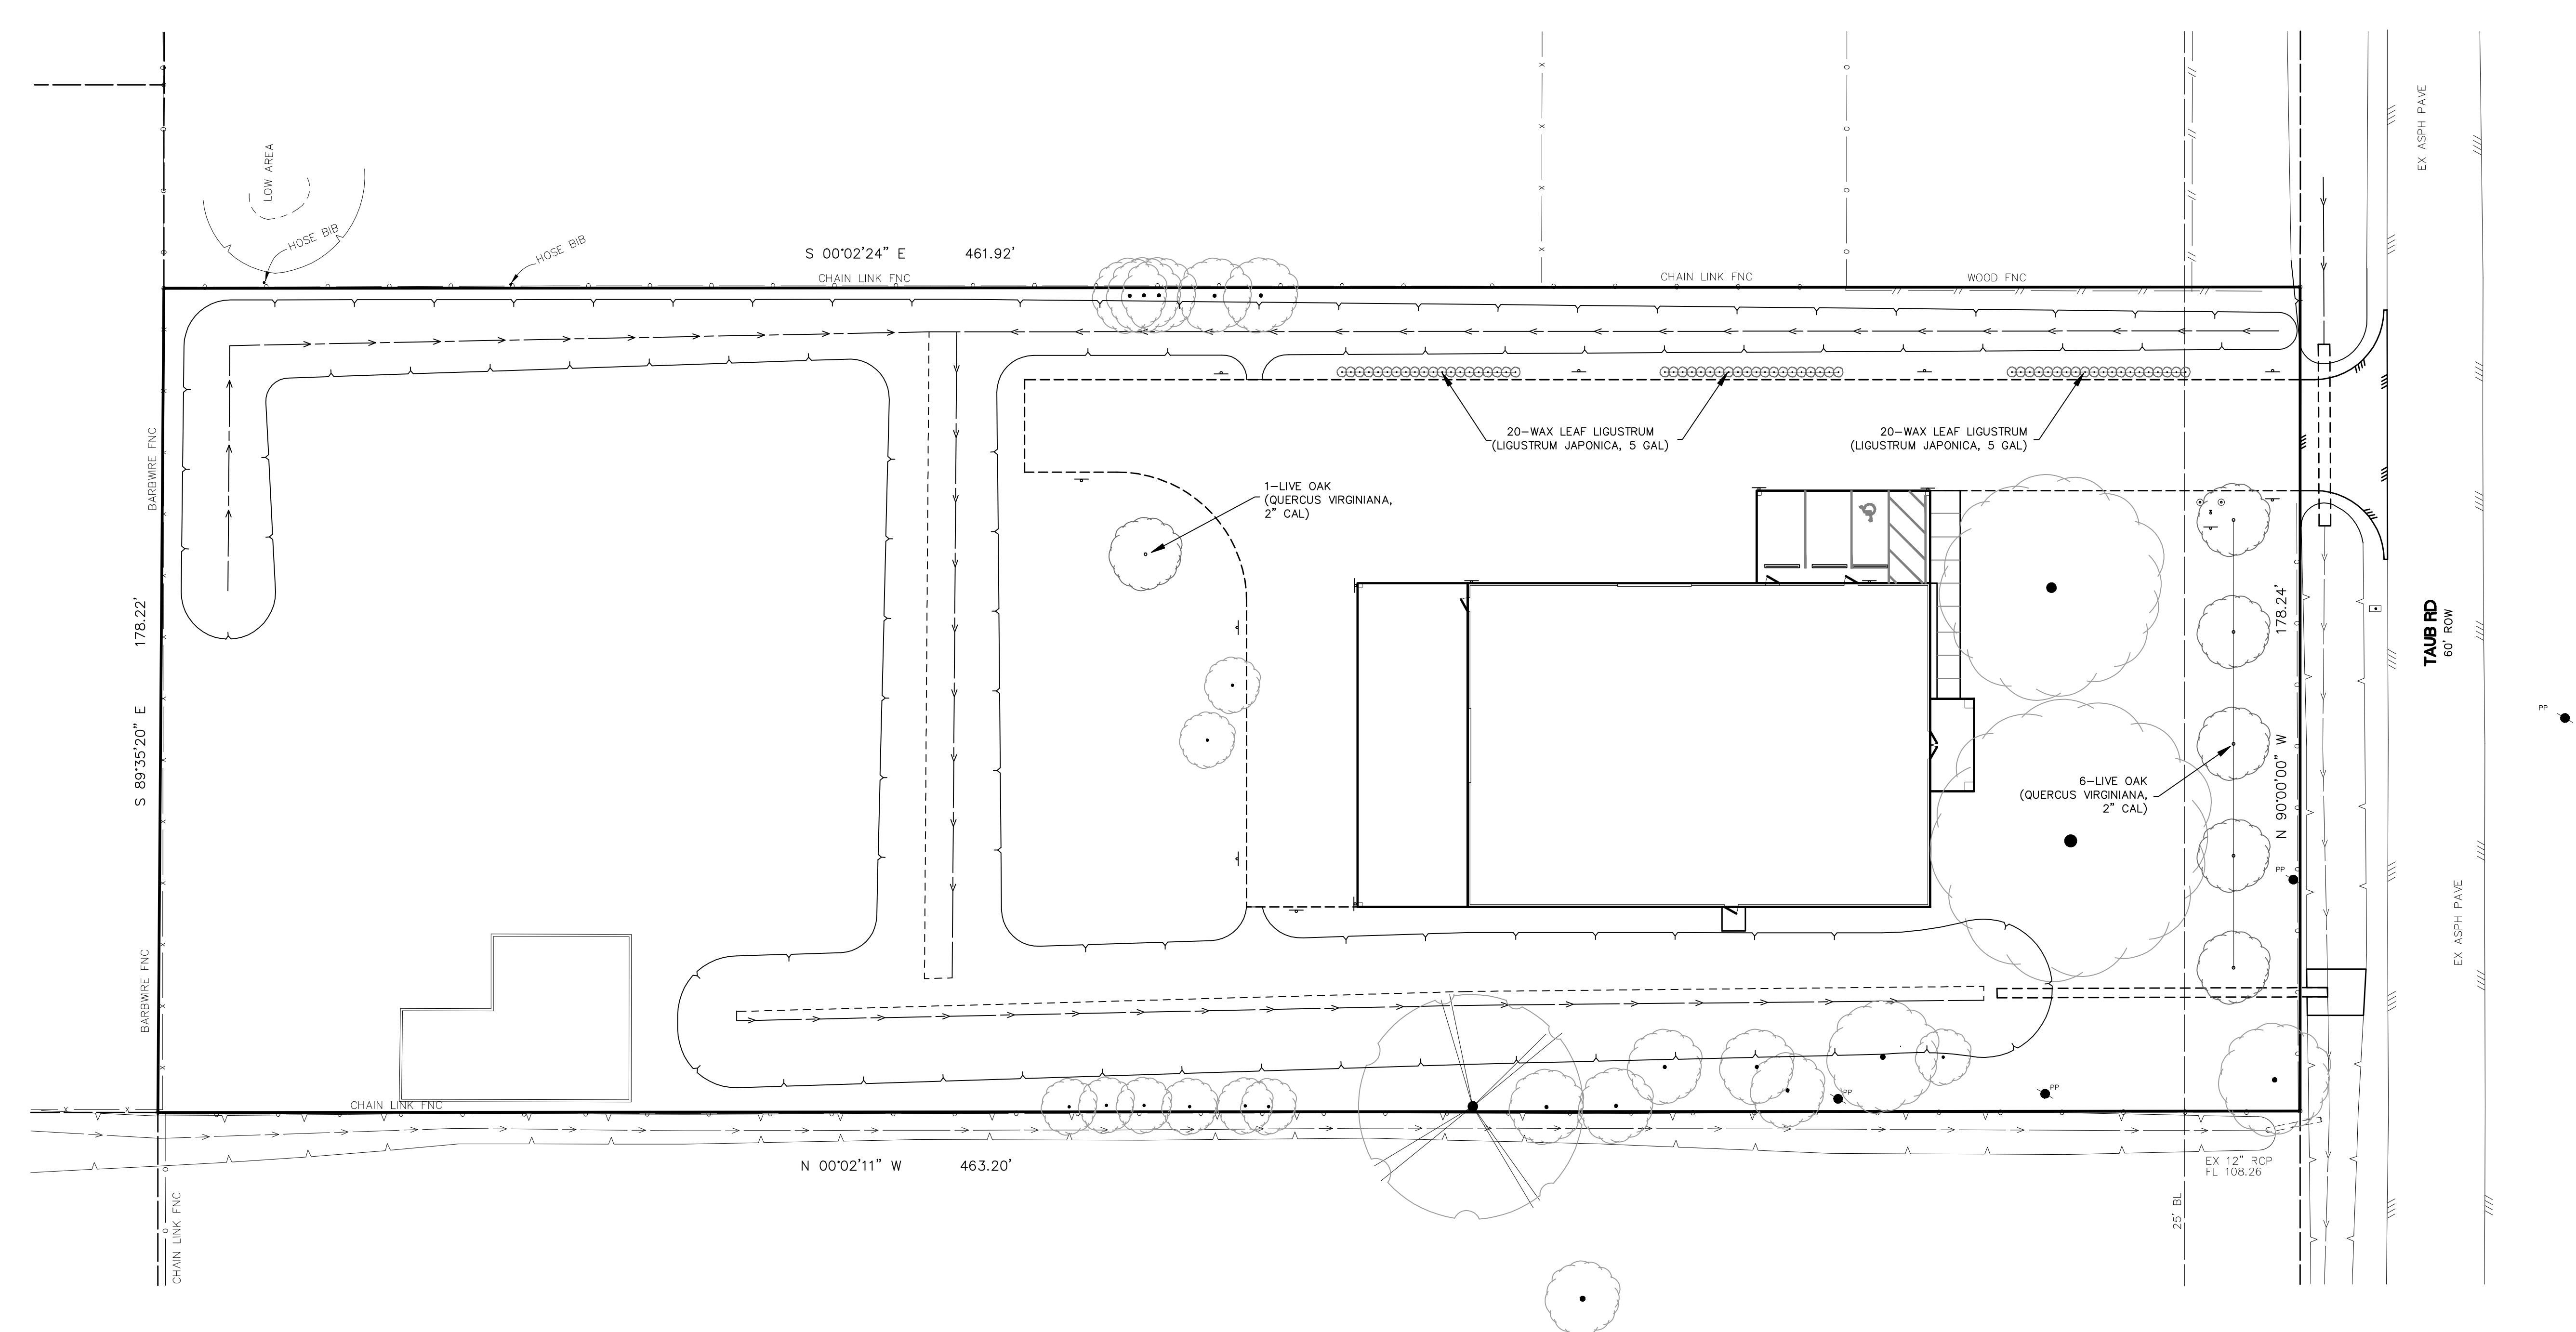 EX ASPH PAVE
LOW AREA
HOSE BIB
HOSE BIB
S 00°02'24" E 461.92'
CHAIN LINK FNC
CHAIN LINK FNC
WOOD FNC
BARBWIRE FNC
20-WAX LEAF LIGUSTRUM
(LIGUSTRUM JAPONICA, 5 GAL)
20-WAX LEAF LIGUSTRUM
(LIGUSTRUM JAPONICA, 5 GAL)
1-LIVE OAK
(QUERCUS VIRGINIANA,
2" CAL)
S 89°35'20" E 178.22'
N 90°00'00" W 178.24'
TAUB RD
60' ROW
PP
6-LIVE OAK
(QUERCUS VIRGINIANA,
2" CAL)
PP
EX ASPH PAVE
BARBWIRE FNC
CHAIN LINK FNC
PP
PP
N 00°02'11" W 463.20'
EX 12" RCP
FL 108.26
25' BL
CHAIN LINK FNC